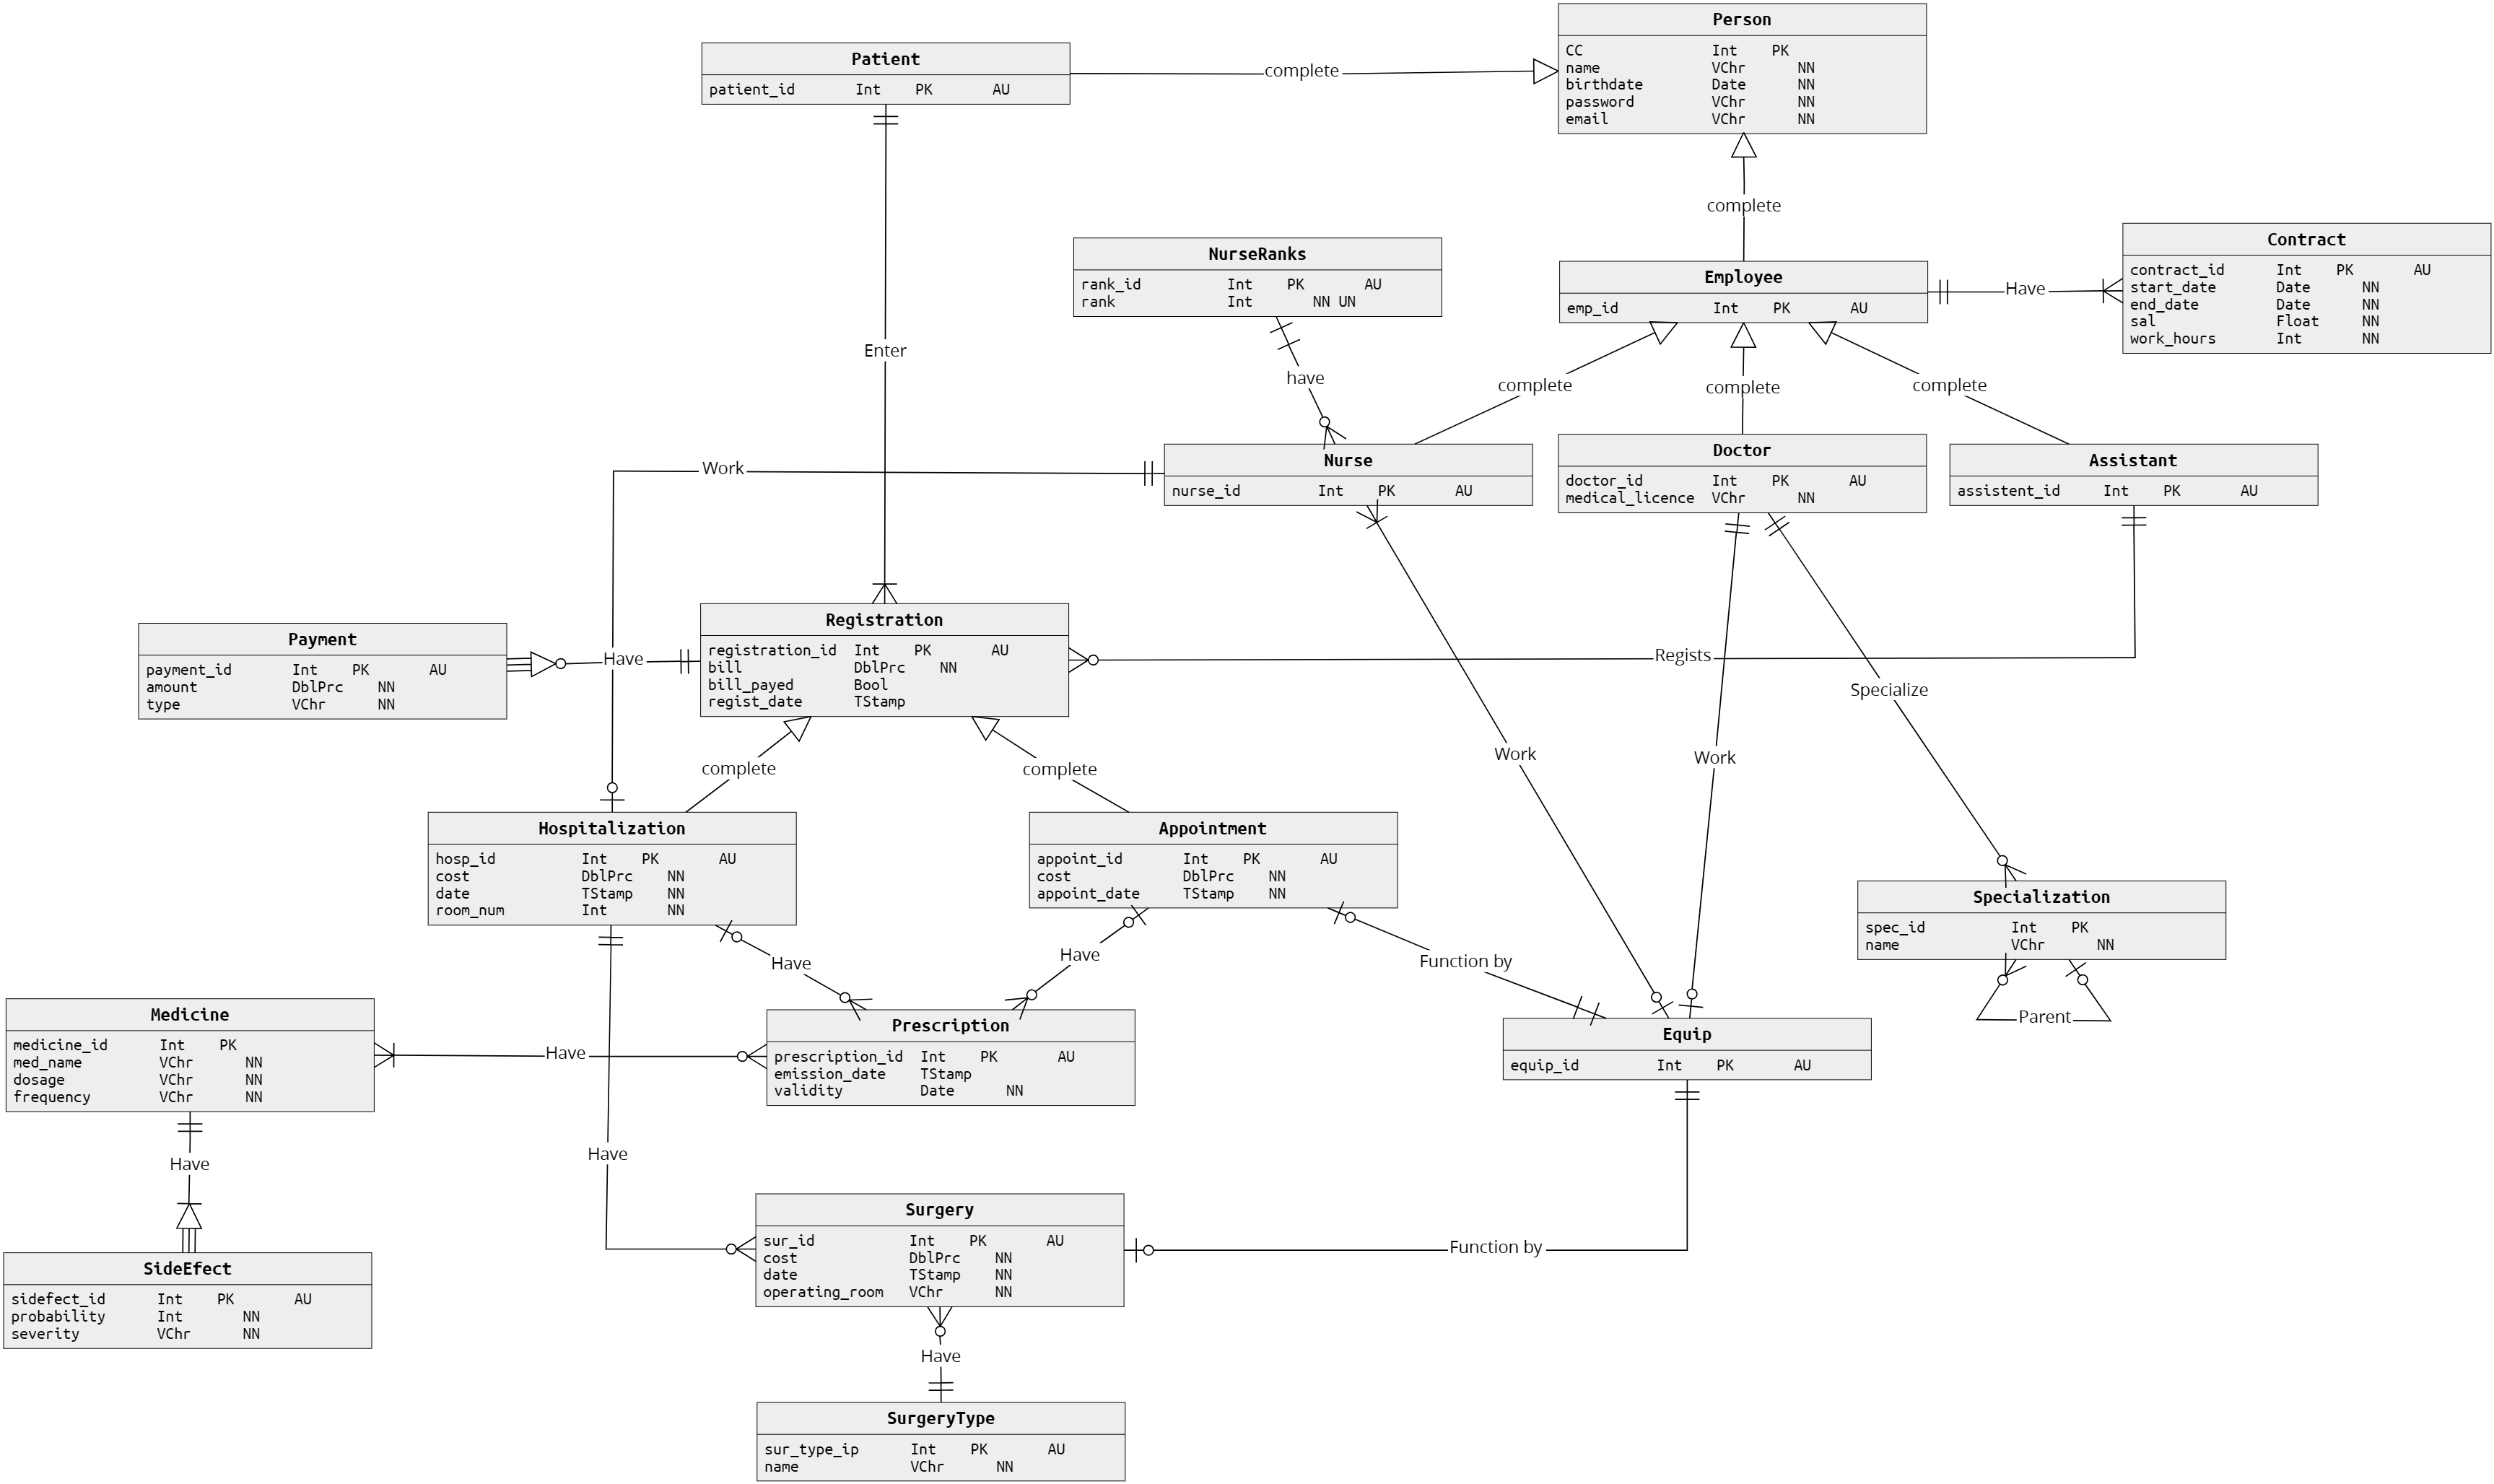 Person
CC Int PK
name VChr NN
birthdate Date NN
password VChr NN
email VChr NN
Patient
patient_id Int PK AU
complete
complete
NurseRanks
rank_id Int PK AU
rank Int NN UN
Employee
emp_id Int PK AU
Have
Contract
contract_id Int PK AU
start_date Date NN
end_date Date NN
sal Float NN
work_hours Int NN
Enter
have
complete
complete
complete
Work
Nurse
nurse_id Int PK AU
Doctor
doctor_id Int PK AU
medical_licence VChr NN
Assistant
assistent_id Int PK AU
Payment
payment_id Int PK AU
amount DblPrc NN
type VChr NN
Have
Registration
registration_id Int PK AU
bill DblPrc NN
bill_payed Bool
regist_date TStamp
Regists
Specialize
Work
Work
complete
complete
Hospitalization
hosp_id Int PK AU
cost DblPrc NN
date TStamp NN
room_num Int NN
Appointment
appoint_id Int PK AU
cost DblPrc NN
appoint_date TStamp NN
Specialization
spec_id Int PK
name VChr NN
Parent
Have
Have
Function by
Medicine
medicine_id Int PK
med_name VChr NN
dosage VChr NN
frequency VChr NN
Have
Prescription
prescription_id Int PK AU
emission_date TStamp
validity Date NN
Equip
equip_id Int PK AU
Have
Have
SideEfect
sidefect_id Int PK AU
probability Int NN
severity VChr NN
Surgery
sur_id Int PK AU
cost DblPrc NN
date TStamp NN
operating_room VChr NN
Function by
Have
SurgeryType
sur_type_ip Int PK AU
name VChr NN